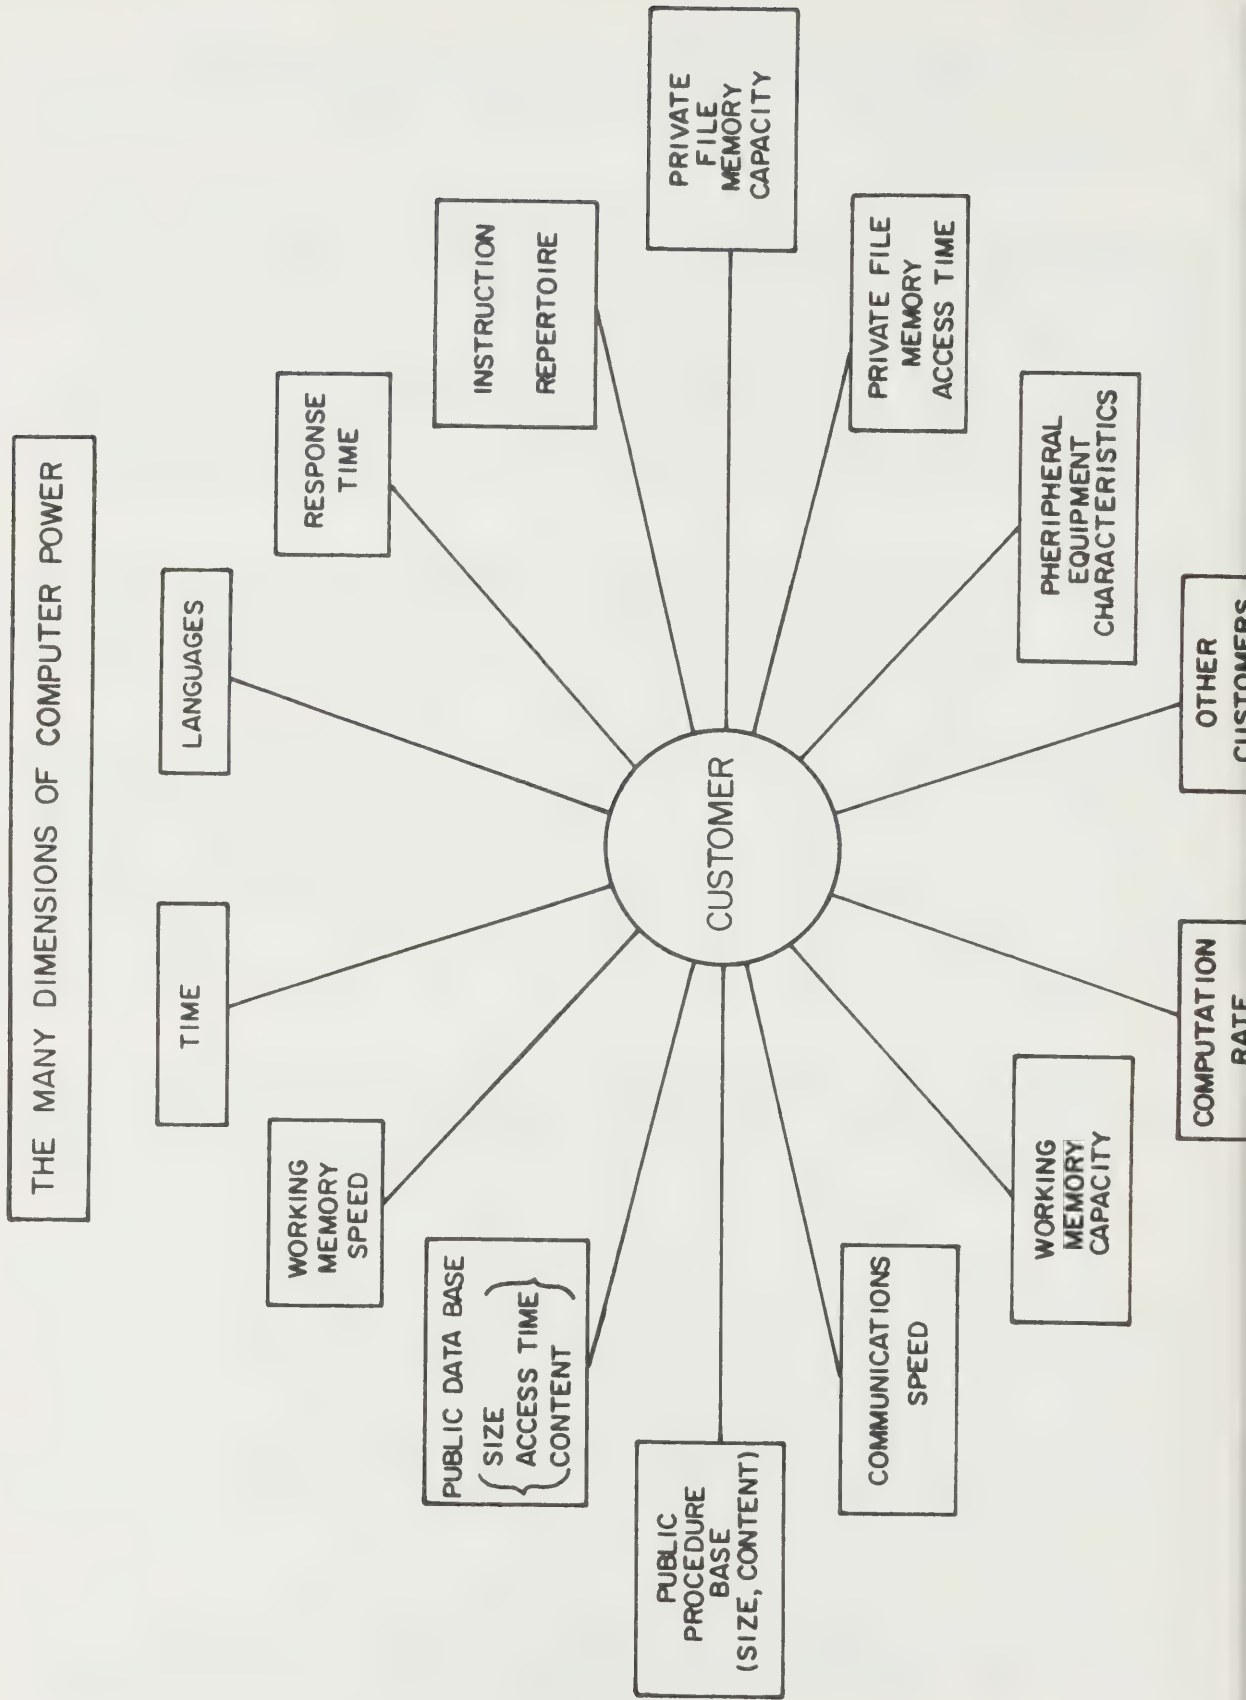 THE MANY DIMENSIONS OF COMPUTER POWER
TIME
LANGUAGES
WORKING
MEMORY
SPEED
RESPONSE
TIME
PUBLIC DATA BASE
SIZE
ACCESS TIME
CONTENT
INSTRUCTION
REPERTOIRE
PUBLIC
PROCEDURE
BASE
(SIZE, CONTENT)
CUSTOMER
PRIVATE
FILE
MEMORY
CAPACITY
COMMUNICATIONS
SPEED
PRIVATE FILE
MEMORY
ACCESS TIME
WORKING
MEMORY
CAPACITY
PHERIPHERAL
EQUIPMENT
CHARACTERISTICS
COMPUTATION
RATE
OTHER
CUSTOMERS